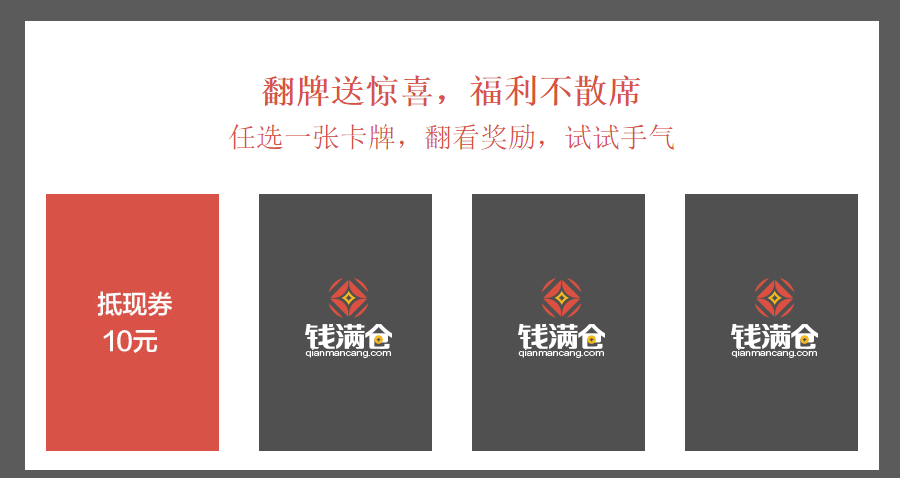 翻牌送惊喜，福利不散席
任选一张卡牌，翻看奖励，试试手气
抵现券
10元
钱满仓
qianmancang.com
钱满仓
qianmancang.com
钱满仓
qianmancang.com